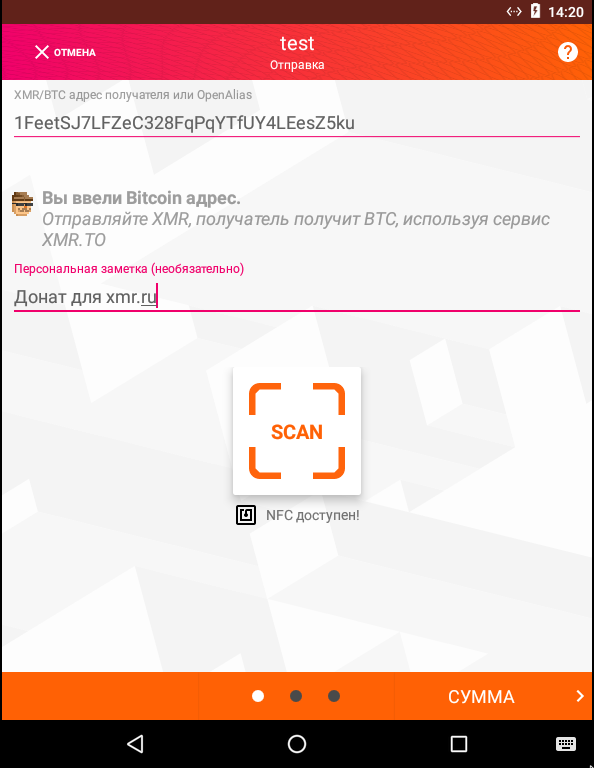 14:20
ОТМЕНА
test
Отправка
XMR/BTC адрес получателя или OpenAlias
1FeetSJ7LFZeC328FqPqYTfUY4LEesZ5ku
Вы ввели Bitcoin адрес.
Отправляйте XMR, получатель получит BTC, используя сервис
XMR.TO
Персональная заметка (необязательно)
Донат для xmr.ru
SCAN
NFC доступен!
СУММА